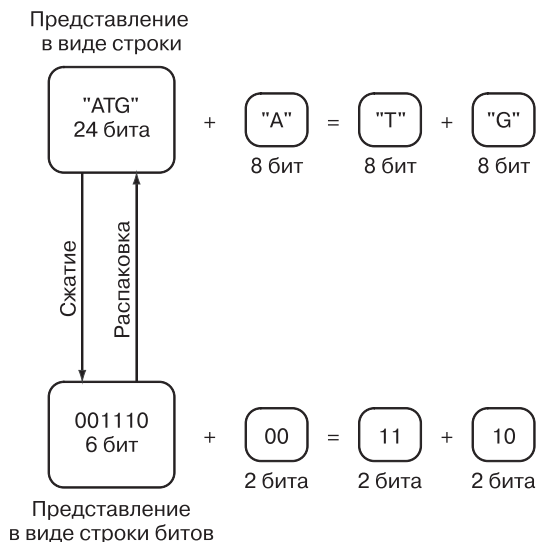 Представление
в виде строки
"ATG"
24 бита
+ "A" = "T" + "G"
8 бит 8 бит 8 бит
Сжатие
Распаковка
001110
6 бит
+ 00 = 11 + 10
2 бита 2 бита 2 бита
Представление
в виде строки битов